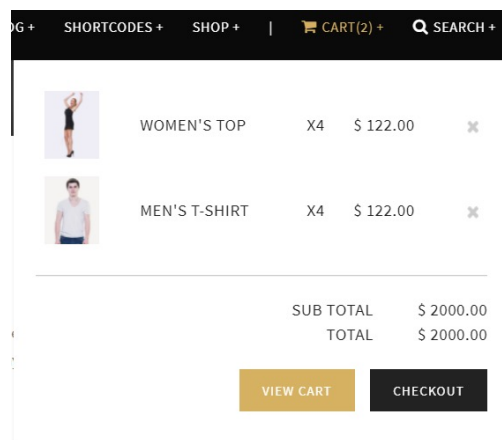 SHORTCODES + SHOP + | CART(2) + SEARCH +
WOMEN'S TOP X4 $ 122.00 ×
MEN'S T-SHIRT X4 $ 122.00 ×
SUB TOTAL $ 2000.00
TOTAL $ 2000.00
VIEW CART CHECKOUT